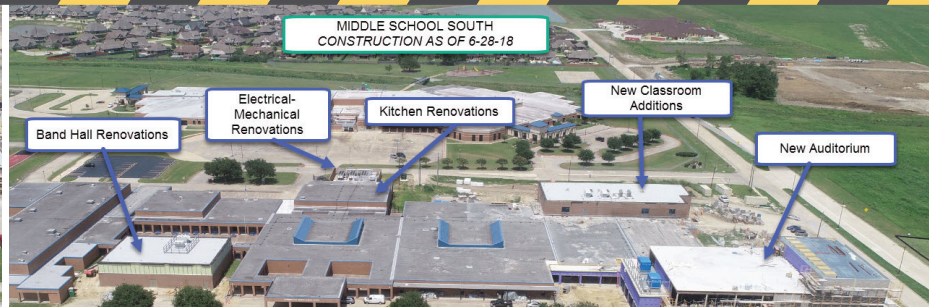 MIDDLE SCHOOL SOUTH
CONSTRUCTION AS OF 6-28-18
Electrical-
Mechanical
Renovations
Kitchen Renovations
New Classroom
Additions
Band Hall Renovations
New Auditorium